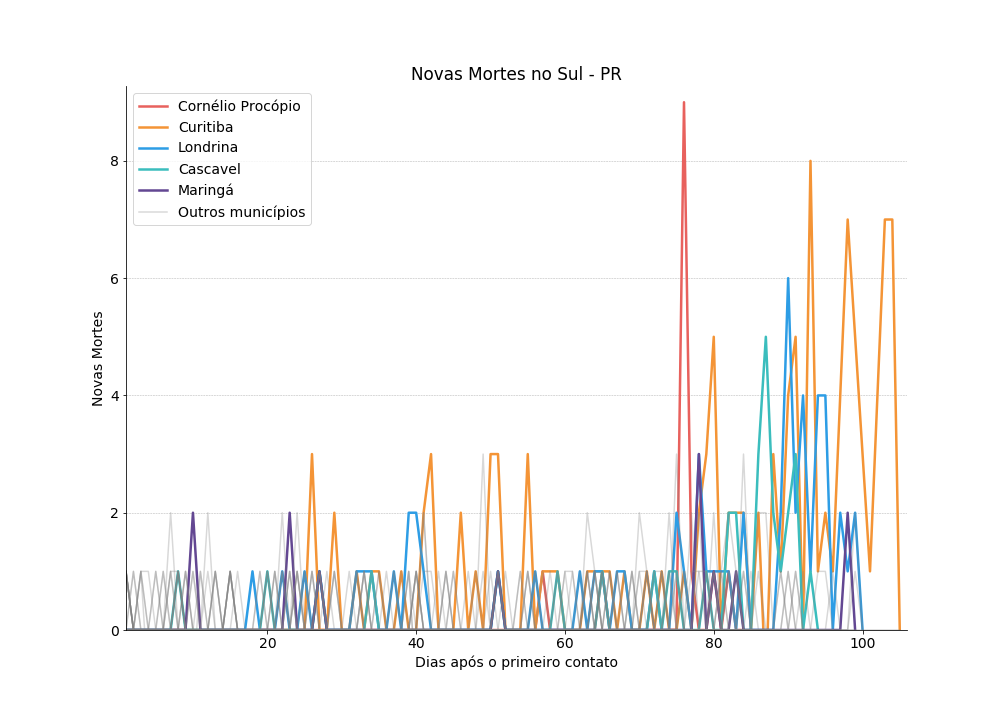 Novas Mortes no Sul - PR
Cornélio Procópio
Curitiba
Londrina
Cascavel
Maringá
Outros municípios
Novas Mortes
8
6
4
2
0
20
40
60
80
100
Dias após o primeiro contato